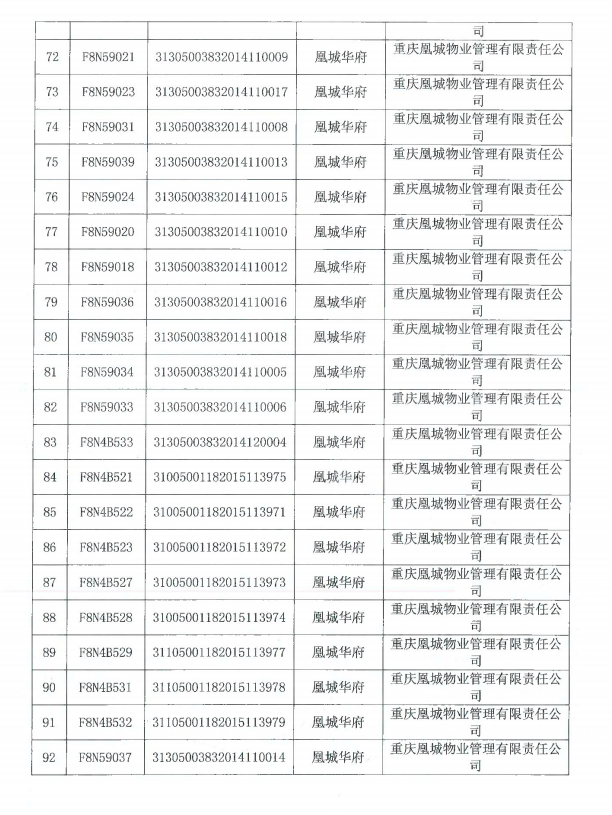 司
72 F8N59021 31305003832014110009 凰城华府 重庆凰城物业管理有限责任公
司
73 F8N59023 31305003832014110017 凰城华府 重庆凰城物业管理有限责任公
司
74 F8N59031 31305003832014110008 凰城华府 重庆凰城物业管理有限责任公
司
75 F8N59039 31305003832014110013 凰城华府 重庆凰城物业管理有限责任公
司
76 F8N59024 31305003832014110015 凰城华府 重庆凰城物业管理有限责任公
司
77 F8N59020 31305003832014110010 凰城华府 重庆凰城物业管理有限责任公
司
78 F8N59018 31305003832014110012 凰城华府 重庆凰城物业管理有限责任公
司
79 F8N59036 31305003832014110016 凰城华府 重庆凰城物业管理有限责任公
司
80 F8N59035 31305003832014110018 凰城华府 重庆凰城物业管理有限责任公
司
81 F8N59034 31305003832014110005 凰城华府 重庆凰城物业管理有限责任公
司
82 F8N59033 31305003832014110006 凰城华府 重庆凰城物业管理有限责任公
司
83 F8N4B533 31305003832014120004 凰城华府 重庆凰城物业管理有限责任公
司
84 F8N4B521 31005001182015113975 凰城华府 重庆凰城物业管理有限责任公
司
85 F8N4B522 31005001182015113971 凰城华府 重庆凰城物业管理有限责任公
司
86 F8N4B523 31005001182015113972 凰城华府 重庆凰城物业管理有限责任公
司
87 F8N4B527 31005001182015113973 凰城华府 重庆凰城物业管理有限责任公
司
88 F8N4B528 31005001182015113974 凰城华府 重庆凰城物业管理有限责任公
司
89 F8N4B529 31105001182015113977 凰城华府 重庆凰城物业管理有限责任公
司
90 F8N4B531 31105001182015113978 凰城华府 重庆凰城物业管理有限责任公
司
91 F8N4B532 31105001182015113979 凰城华府 重庆凰城物业管理有限责任公
司
92 F8N59037 31305003832014110014 凰城华府 重庆凰城物业管理有限责任公
司